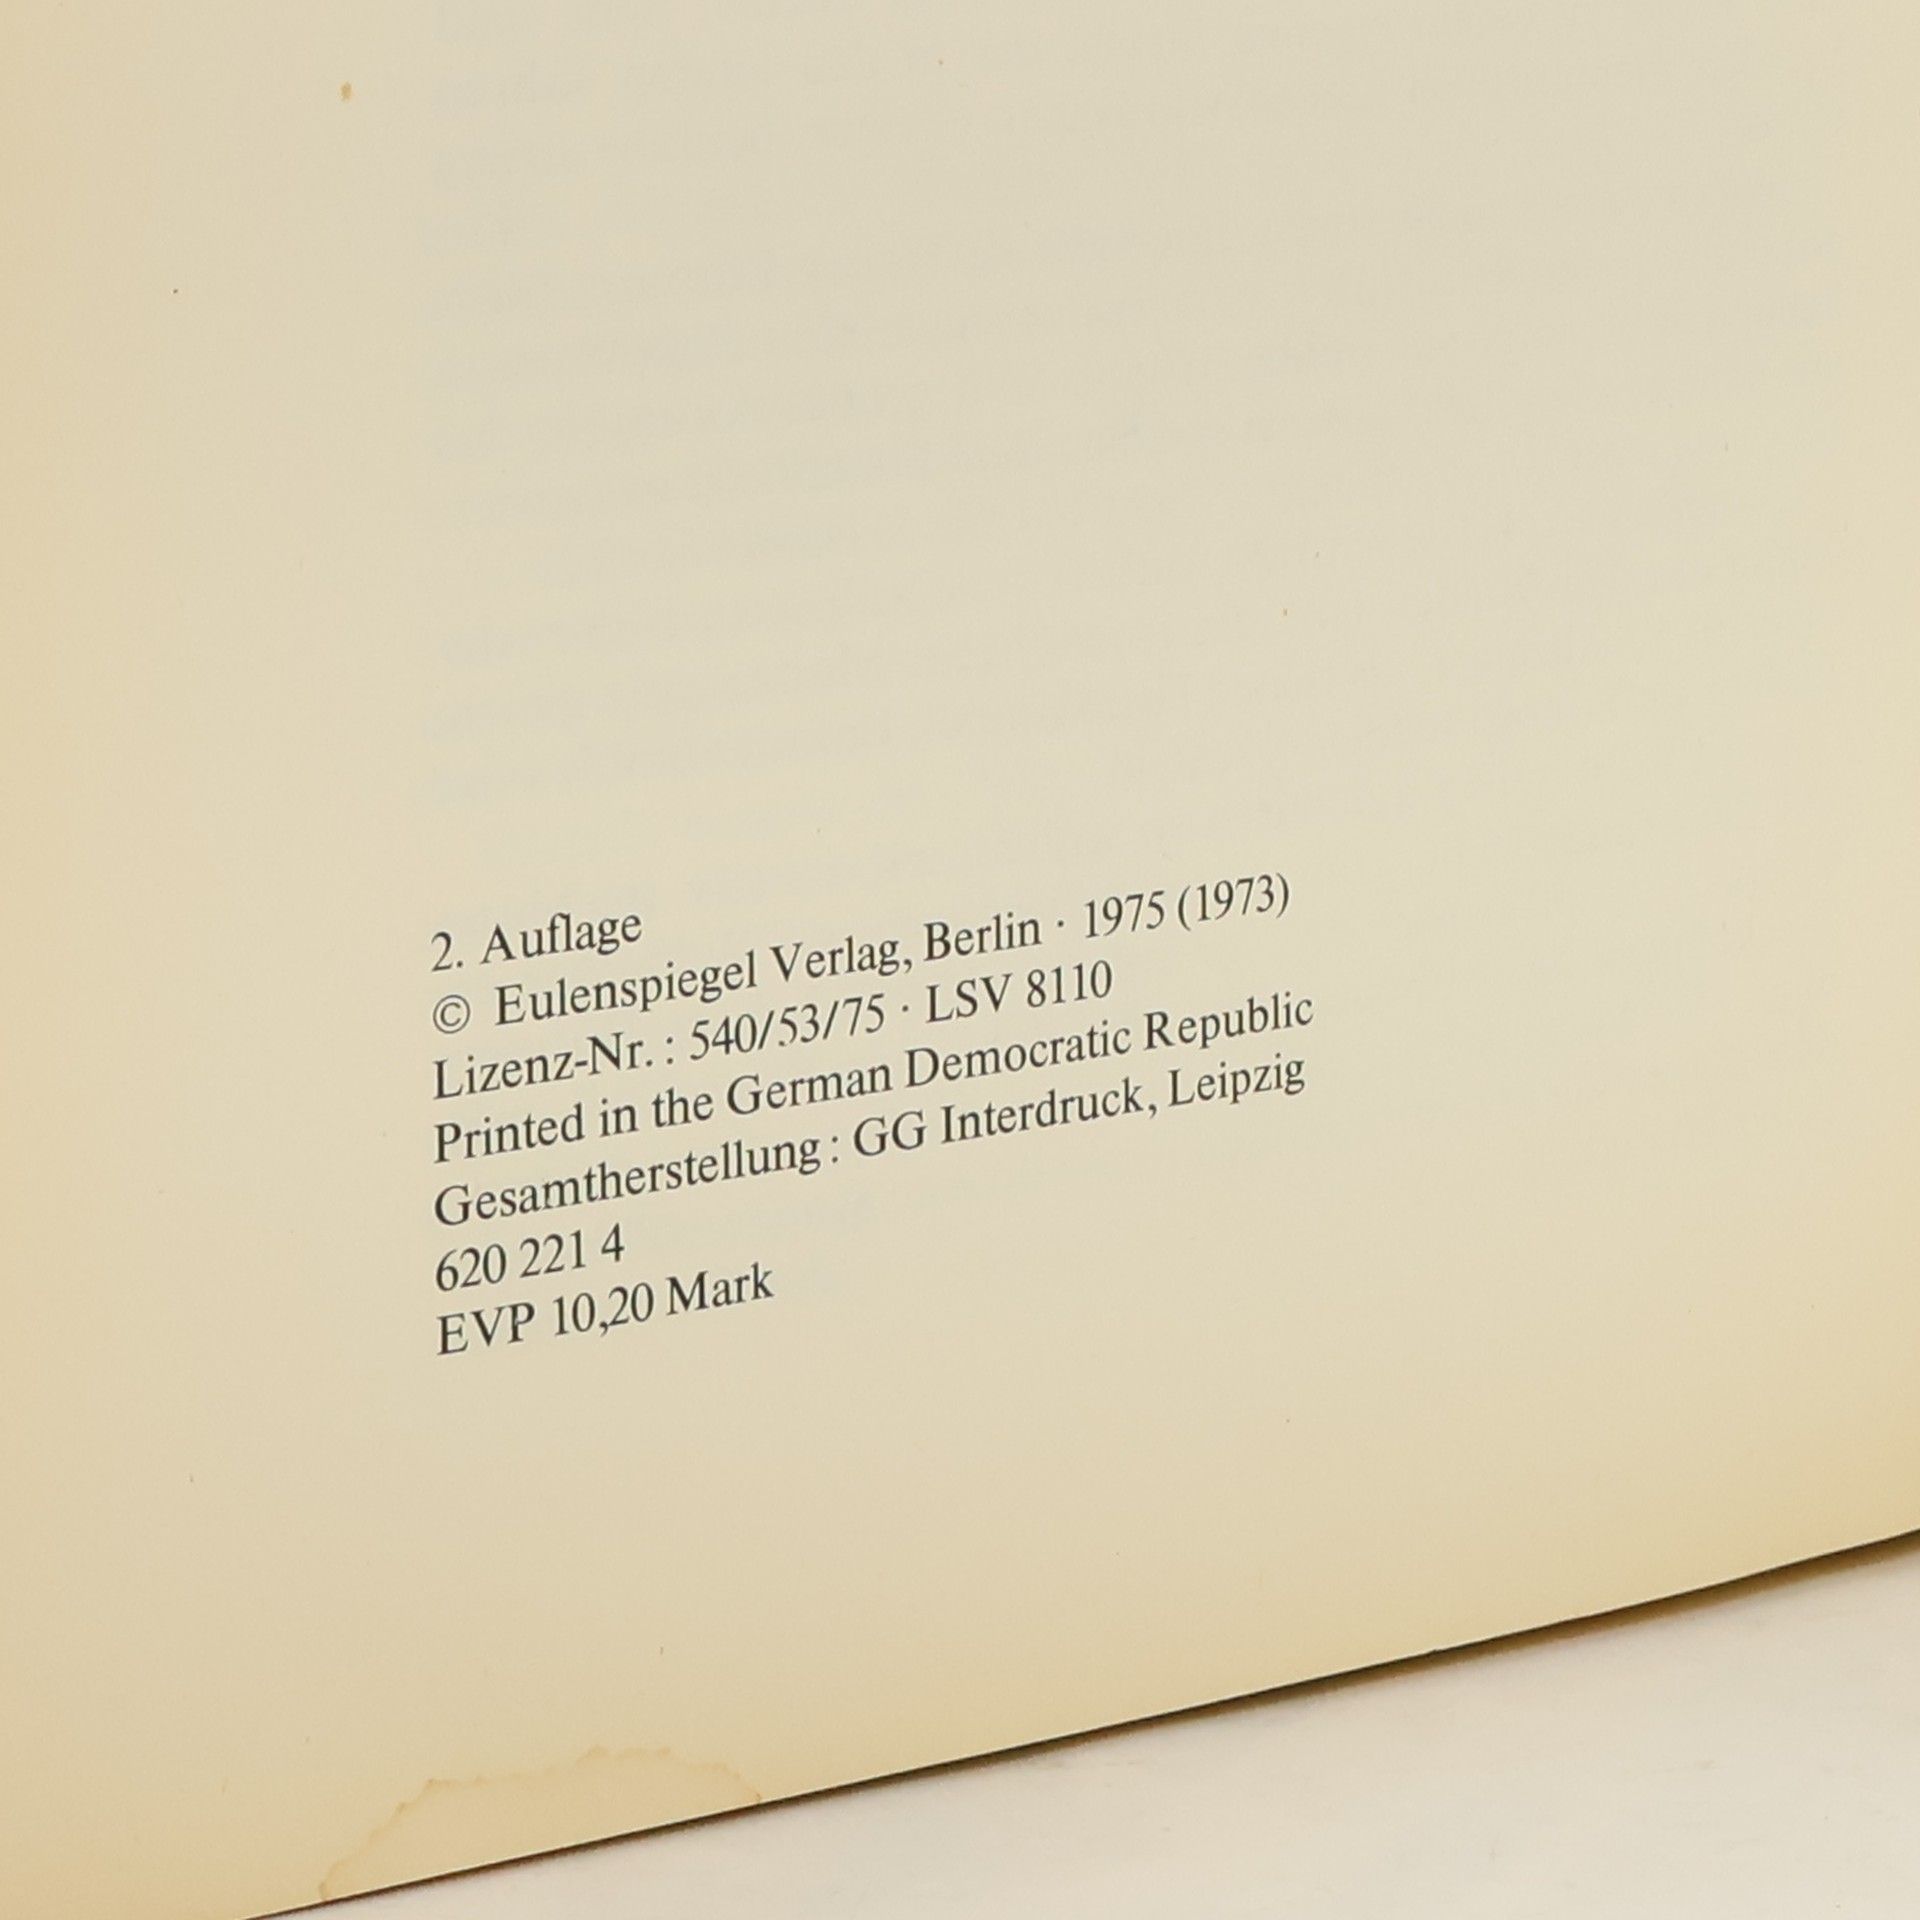 2. Auflage
© Eulenspiegel Verlag, Berlin · 1975 (1973)
Lizenz-Nr.: 540/53/75 · LSV 8110
Printed in the German Democratic Republic
Gesamtherstellung: GG Interdruck, Leipzig
620 221 4
EVP 10,20 Mark